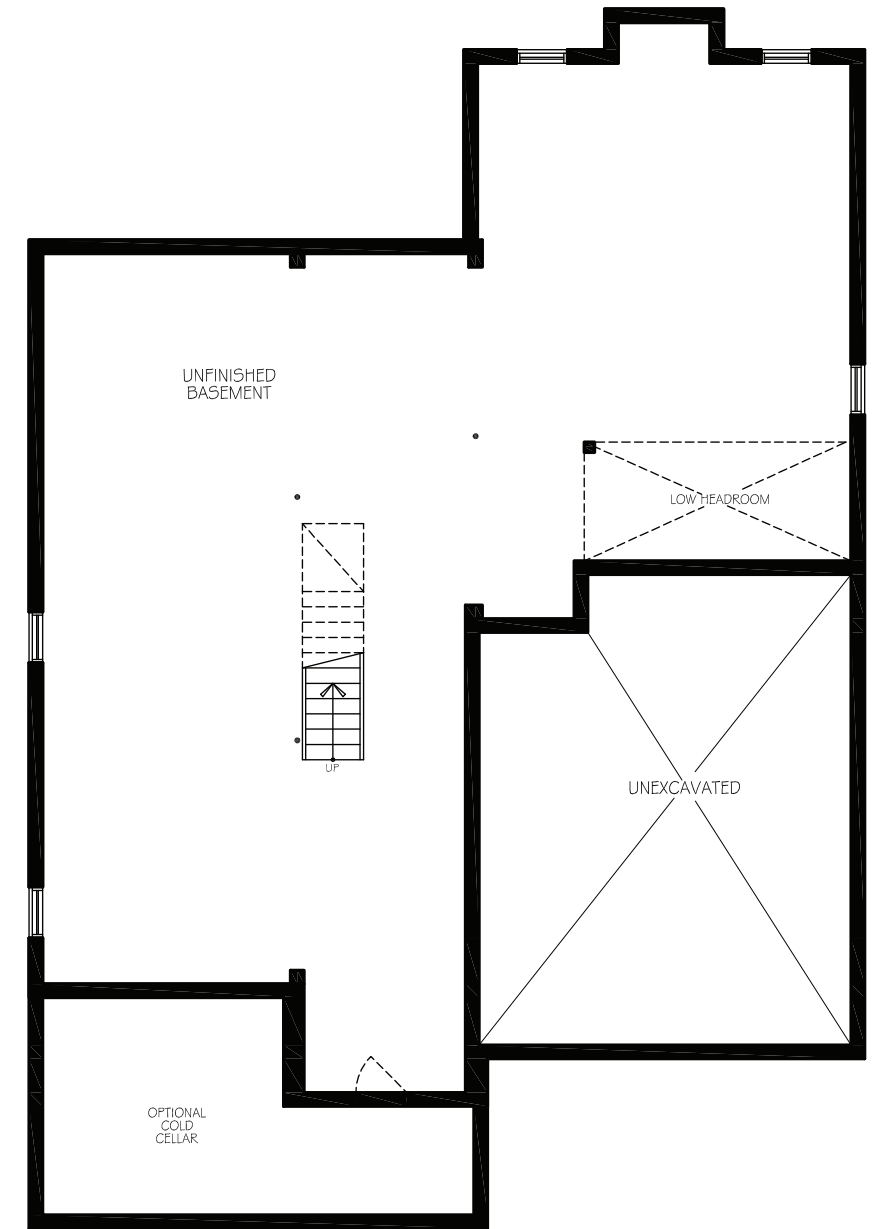 UNFINISHED
BASEMENT
LOW HEADROOM
UP
UNEXCAVATED
OPTIONAL
COLD
CELLAR